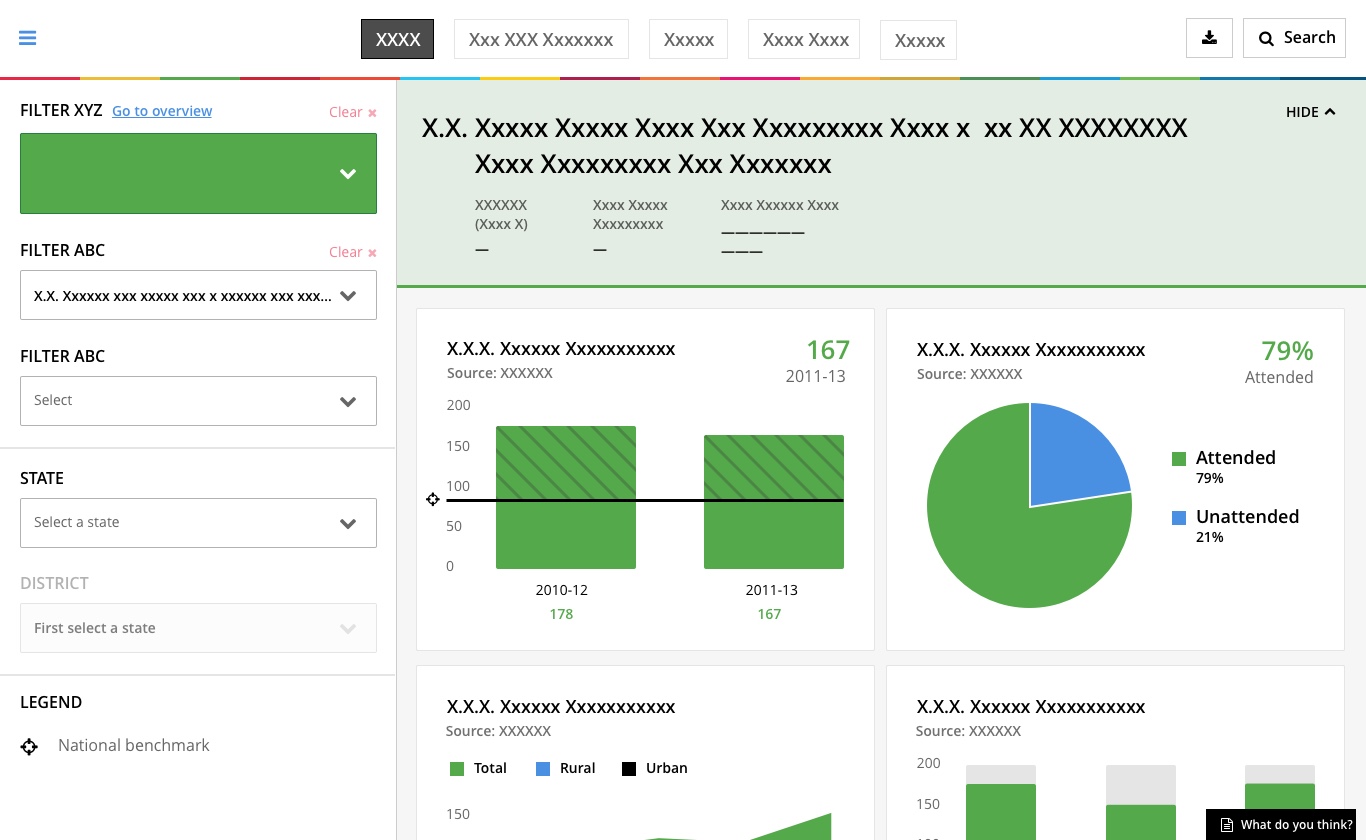 XXXX
Xxx XXX Xxxxxxx
Xxxxx
Xxxx Xxxx
Xxxxx
Search
FILTER XYZ Go to overview Clear ×
FILTER ABC Clear ×
X.X. Xxxxxx xxx xxxxx xxx x xxxxxx xxx xxx...
FILTER ABC
Select
STATE
Select a state
DISTRICT
First select a state
LEGEND
National benchmark
HIDE
X.X. Xxxxx Xxxxx Xxxx Xxx Xxxxxxxxx Xxxx x xx XX XXXXXXXX
Xxxx Xxxxxxxxx Xxx Xxxxxxx
XXXXXX
(Xxxx X)
—
Xxxx Xxxxx
Xxxxxxxxx
—
Xxxx Xxxxxx Xxxx
——————
———
X.X.X. Xxxxxx Xxxxxxxxxxx
Source: XXXXXX
167
2011-13
200
150
100
50
0
2010-12
178
2011-13
167
X.X.X. Xxxxxx Xxxxxxxxxxx
Source: XXXXXX
79%
Attended
Attended
79%
Unattended
21%
X.X.X. Xxxxxx Xxxxxxxxxxx
Source: XXXXXX
Total
Rural
Urban
150
X.X.X. Xxxxxx Xxxxxxxxxxx
Source: XXXXXX
200
150
What do you think?